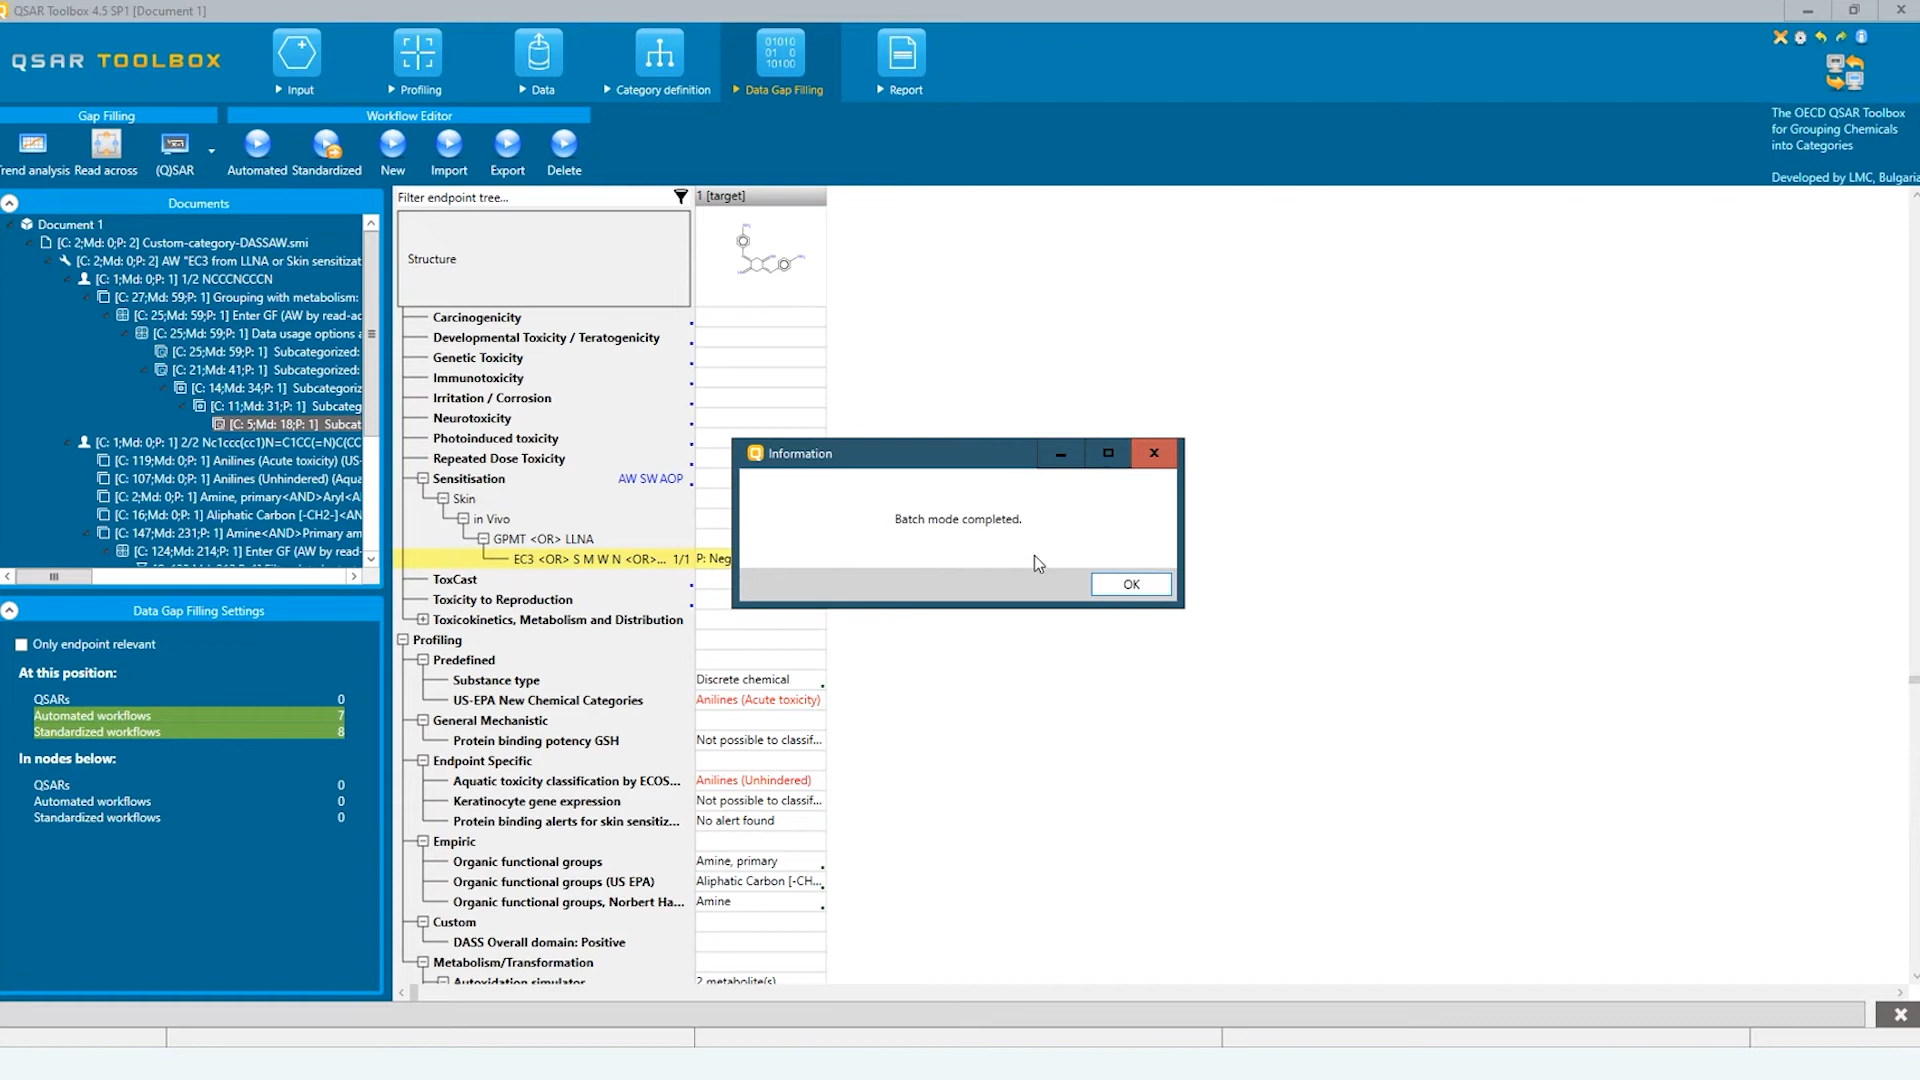 QSAR Toolbox 4.5 SP1 [Document 1]
QSAR TOOLBOX
Input
Profiling
Data
Category definition
Data Gap Filling
01010
01 0
10100
Report
The OECD QSAR Toolbox
for Grouping Chemicals
into Categories
Developed by LMC, Bulgaria
Gap Filling
Workflow Editor
Trend analysis
Read across
(Q)SAR
Automated
Standardized
New
Import
Export
Delete
Documents
Document 1
[C: 2;Md: 0;P: 2] Custom-category-DASSAW.smi
[C: 2;Md: 0;P: 2] AW "EC3 from LLNA or Skin sensitizat
[C: 1;Md: 0;P: 1] 1/2 NCCCNCCCN
[C: 27;Md: 59;P: 1] Grouping with metabolism:
[C: 25;Md: 59;P: 1] Enter GF (AW by read-ac
[C: 25;Md: 59;P: 1] Data usage options a
[C: 25;Md: 59;P: 1] Subcategorized:
[C: 21;Md: 41;P: 1] Subcategorized:
[C: 14;Md: 34;P: 1] Subcategoriz
[C: 11;Md: 31;P: 1] Subcateg
[C: 5;Md: 18;P: 1] Subcat
[C: 1;Md: 0;P: 1] 2/2 Nc1ccc(cc1)N=C1CC(=N)C(CC
[C: 119;Md: 0;P: 1] Anilines (Acute toxicity) (US-
[C: 107;Md: 0;P: 1] Anilines (Unhindered) (Aqua
[C: 2;Md: 0;P: 1] Amine, primary<AND>Aryl<A
[C: 16;Md: 0;P: 1] Aliphatic Carbon [-CH2-]<AN
[C: 147;Md: 231;P: 1] Amine<AND>Primary am
[C: 124;Md: 214;P: 1] Enter GF (AW by read-
Data Gap Filling Settings
Only endpoint relevant
At this position:
QSARs 0
Automated workflows 7
Standardized workflows 8
In nodes below:
QSARs 0
Automated workflows 0
Standardized workflows 0
Filter endpoint tree...
1 [target]
Structure
Carcinogenicity
Developmental Toxicity / Teratogenicity
Genetic Toxicity
Immunotoxicity
Irritation / Corrosion
Neurotoxicity
Photoinduced toxicity
Repeated Dose Toxicity
Sensitisation AW SW AOP
Skin
in Vivo
GPMT <OR> LLNA
EC3 <OR> S M W N <OR>... 1/1 P: Neg
ToxCast
Toxicity to Reproduction
Toxicokinetics, Metabolism and Distribution
Profiling
Predefined
Substance type Discrete chemical
US-EPA New Chemical Categories Anilines (Acute toxicity)
General Mechanistic
Protein binding potency GSH Not possible to classif...
Endpoint Specific
Aquatic toxicity classification by ECOS... Anilines (Unhindered)
Keratinocyte gene expression Not possible to classif...
Protein binding alerts for skin sensitiz... No alert found
Empiric
Organic functional groups Amine, primary
Organic functional groups (US EPA) Aliphatic Carbon [-CH...
Organic functional groups, Norbert Ha... Amine
Custom
DASS Overall domain: Positive
Metabolism/Transformation
Autoxidation simulator 2 metabolite(s)
Information
Batch mode completed.
OK